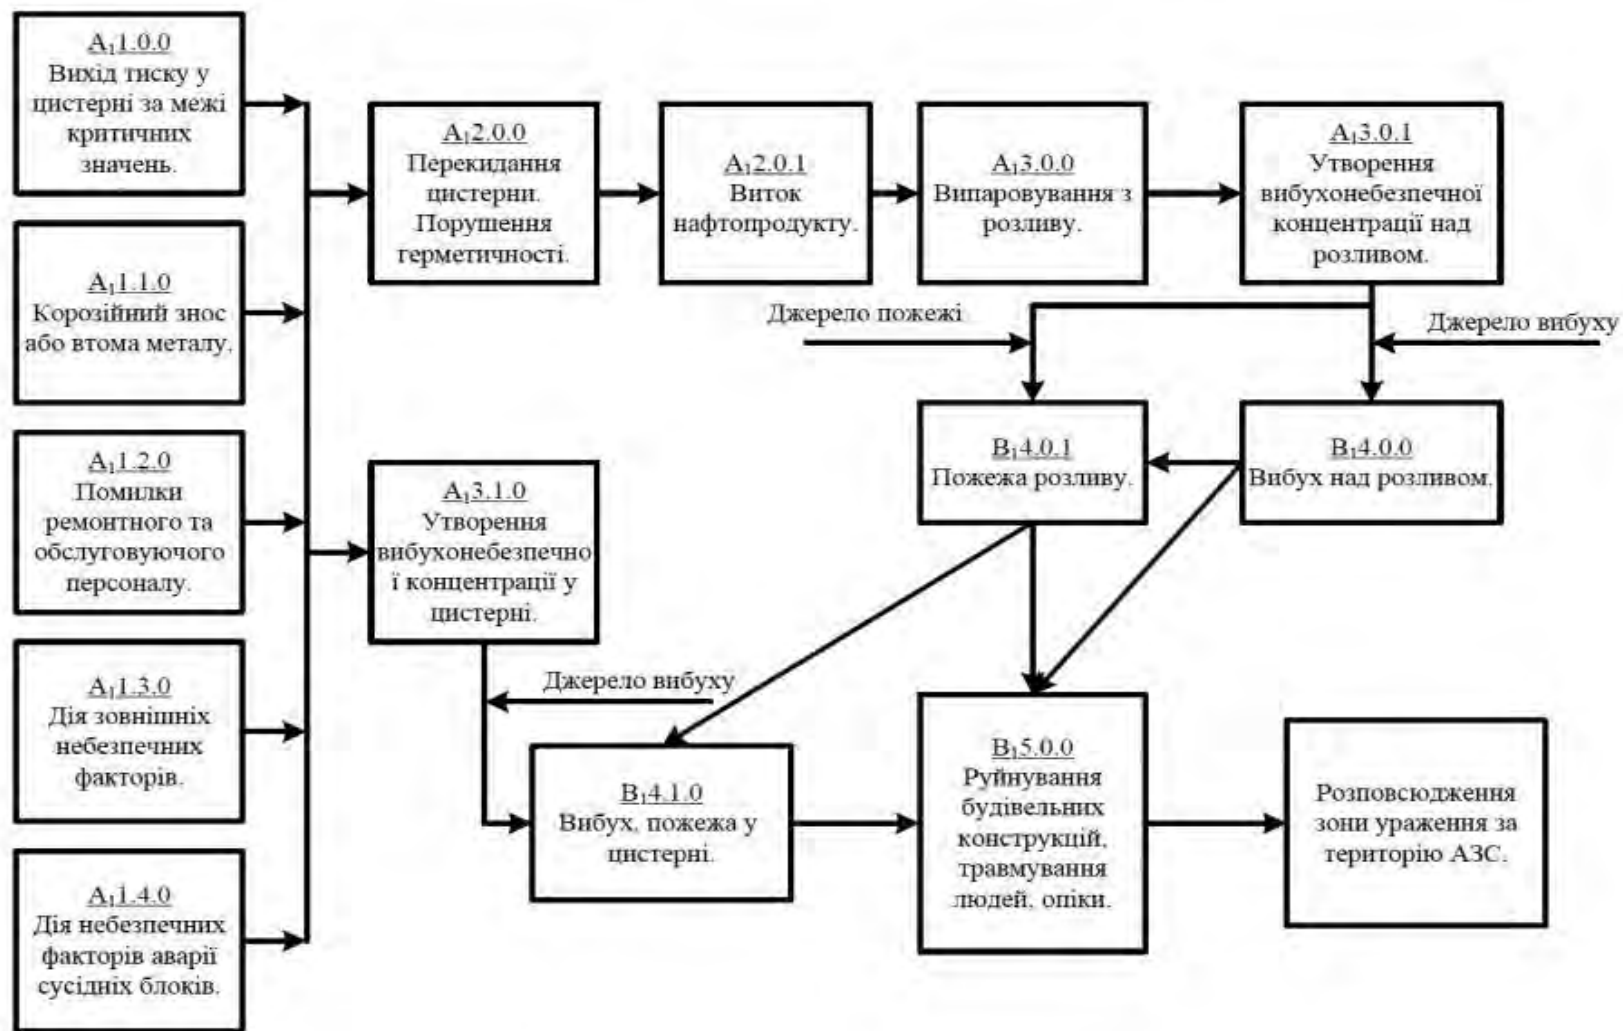 A₁1.0.0
Вихід тиску у
цистерні за межі
критичних
значень.
A₁1.1.0
Корозійний знос
або втома металу.
A₁1.2.0
Помилки
ремонтного та
обслуговуючого
персоналу.
A₁1.3.0
Дія зовнішніх
небезпечних
факторів.
A₁1.4.0
Дія небезпечних
факторів аварії
сусідніх блоків.
A₁2.0.0
Перекидання
цистерни.
Порушення
герметичності.
A₁2.0.1
Виток
нафтопродукту.
A₁3.0.0
Випаровування з
розливу.
A₁3.0.1
Утворення
вибухонебезпечної
концентрації над
розливом.
Джерело пожежі
Джерело вибуху
B₁4.0.1
Пожежа розливу.
B₁4.0.0
Вибух над розливом.
A₁3.1.0
Утворення
вибухонебезпечно
ї концентрації у
цистерні.
Джерело вибуху
B₁4.1.0
Вибух, пожежа у
цистерні.
B₁5.0.0
Руйнування
будівельних
конструкцій,
травмування
людей, опіки.
Розповсюдження
зони ураження за
територію АЗС.